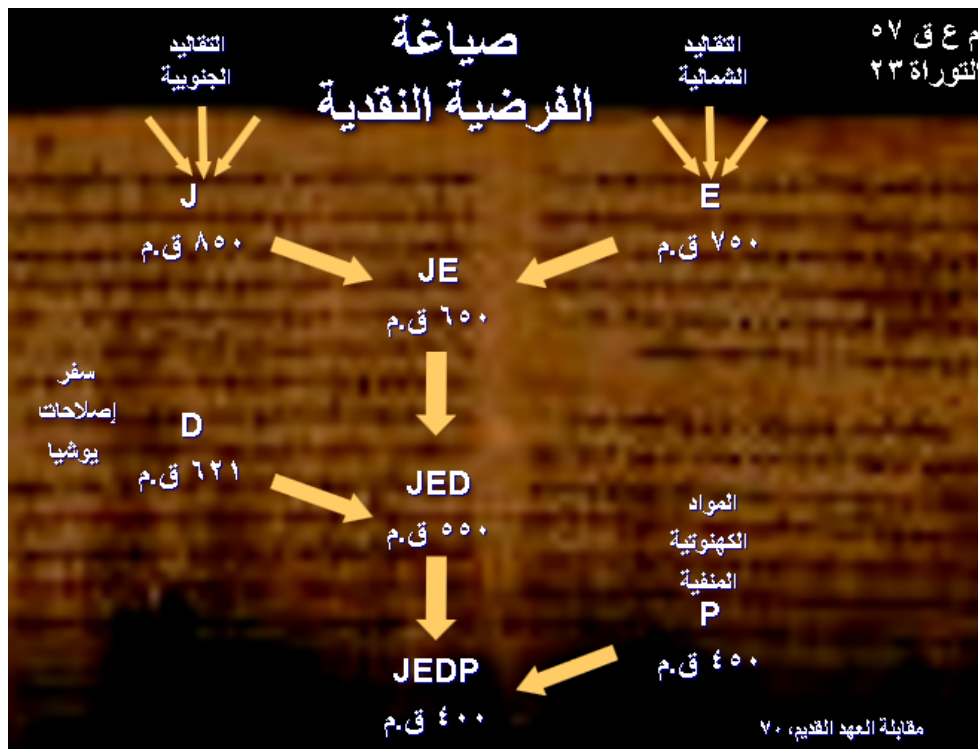 م ع ق ٥٧
التوراة ٢٣
صياغة
الفرضية النقدية
التقاليد
الشمالية
التقاليد
الجنوبية
E
٧٥٠ ق.م
J
٨٥٠ ق.م
JE
٦٥٠ ق.م
سفر
إصلاحات
يوشيا
D
٦٢١ ق.م
JED
٥٥٠ ق.م
المواد
الكهنوتية
المنفية
P
٤٥٠ ق.م
JEDP
٤٠٠ ق.م
مقابلة العهد القديم، ٧٠